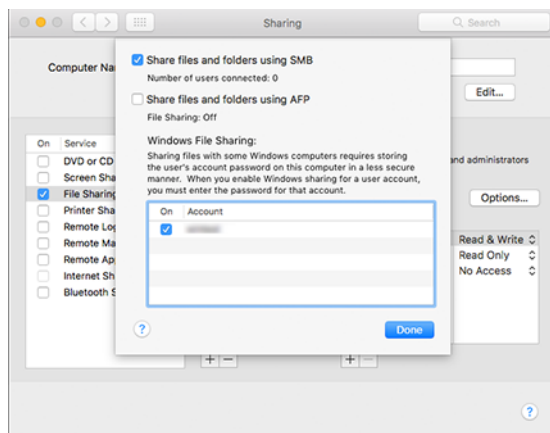 Sharing
Search
Computer Na
Edit...
Share files and folders using SMB
Number of users connected: 0
Share files and folders using AFP
File Sharing: Off
Windows File Sharing:
Sharing files with some Windows computers requires storing
the user's account password on this computer in a less secure
manner. When you enable Windows sharing for a user account,
you must enter the password for that account.
On Account
Done
?
On Service
DVD or CD
Screen Sha
File Sharing
Printer Sha
Remote Log
Remote Ma
Remote Ap
Internet Sh
Bluetooth S
and administrators
Options...
Read & Write
Read Only
No Access
+ −
+ −
?